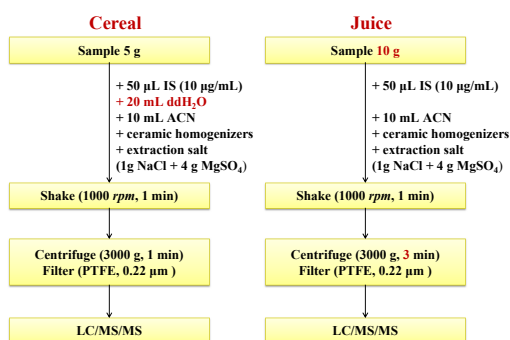 Cereal
Sample 5 g
+ 50 µL IS (10 µg/mL)
+ 20 mL ddH₂O
+ 10 mL ACN
+ ceramic homogenizers
+ extraction salt
(1g NaCl + 4 g MgSO₄)
Shake (1000 rpm, 1 min)
Centrifuge (3000 g, 1 min)
Filter (PTFE, 0.22 µm )
LC/MS/MS
Juice
Sample 10 g
+ 50 µL IS (10 µg/mL)
+ 10 mL ACN
+ ceramic homogenizers
+ extraction salt
(1g NaCl + 4 g MgSO₄)
Shake (1000 rpm, 1 min)
Centrifuge (3000 g, 3 min)
Filter (PTFE, 0.22 µm )
LC/MS/MS